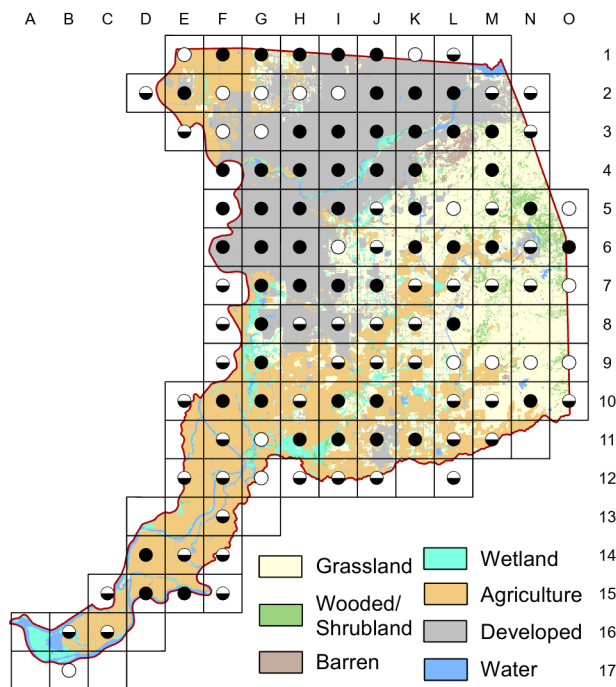 A B C D E F G H I J K L M N O
1
2
3
4
5
6
7
8
9
10
11
12
13
14
15
16
17
Grassland
Wooded/
Shrubland
Barren
Wetland
Agriculture
Developed
Water